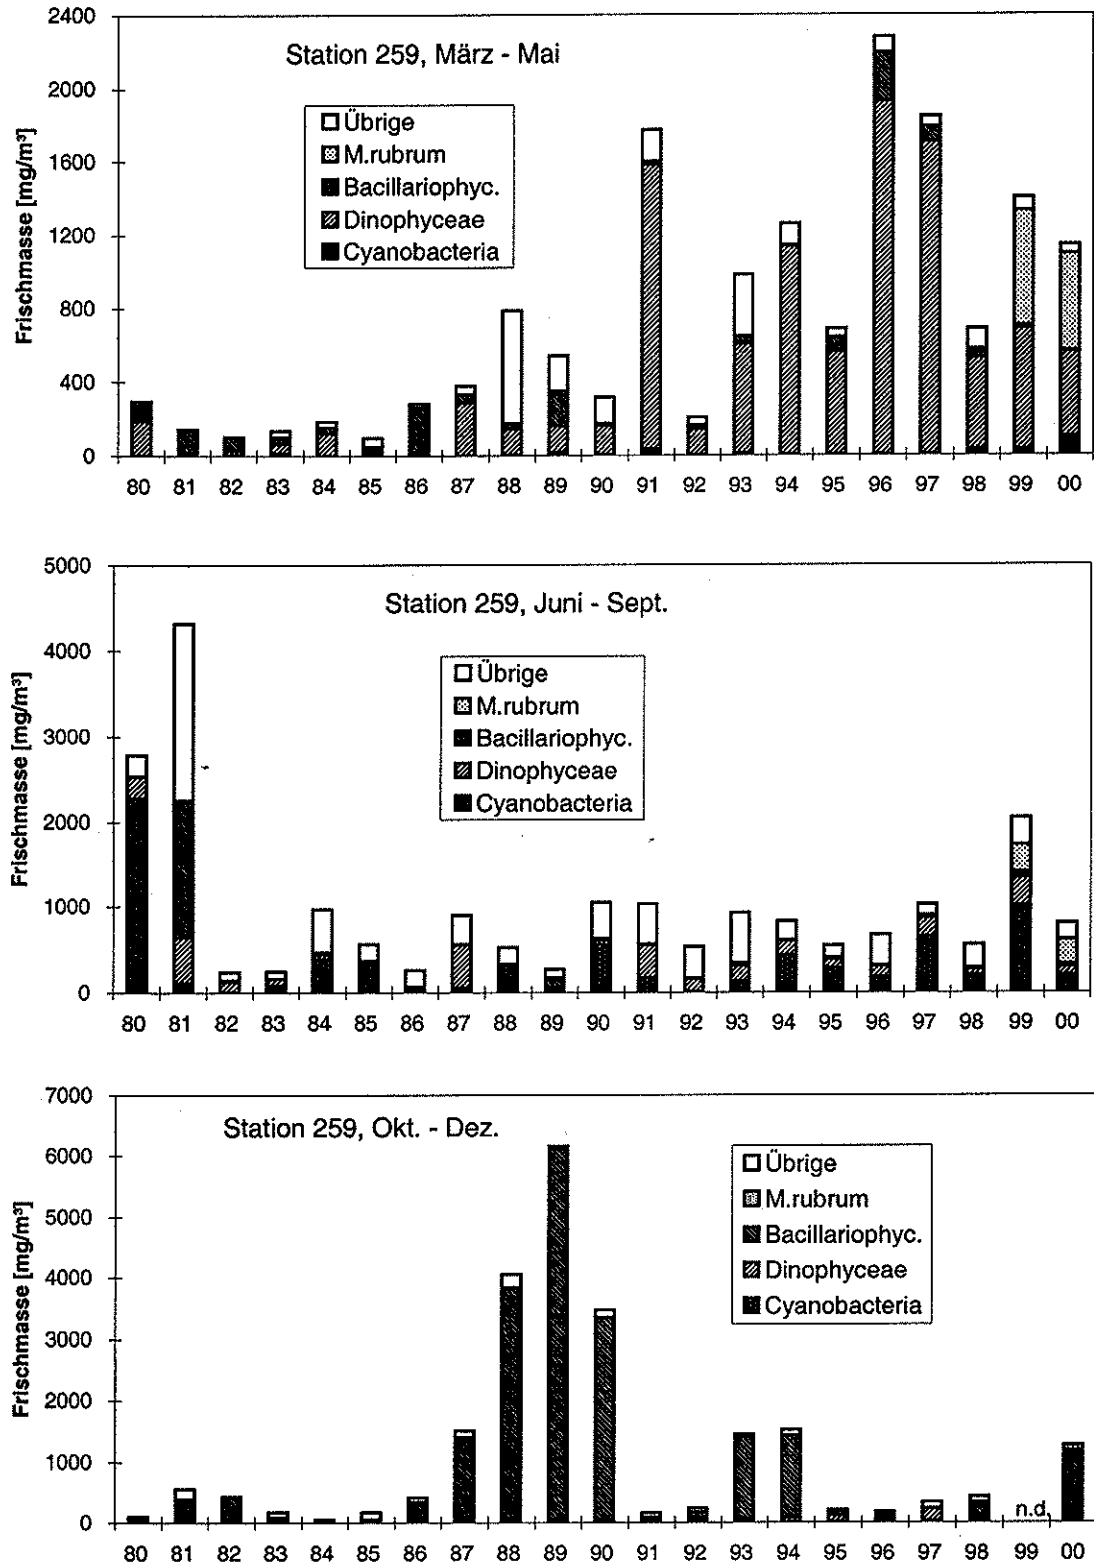 2400
2000
1600
1200
800
400
0
Frischmasse [mg/m³]
Station 259, März - Mai
Übrige
M.rubrum
Bacillariophyc.
Dinophyceae
Cyanobacteria
80 81 82 83 84 85 86 87 88 89 90 91 92 93 94 95 96 97 98 99 00
5000
4000
3000
2000
1000
0
Frischmasse [mg/m³]
Station 259, Juni - Sept.
Übrige
M.rubrum
Bacillariophyc.
Dinophyceae
Cyanobacteria
80 81 82 83 84 85 86 87 88 89 90 91 92 93 94 95 96 97 98 99 00
7000
6000
5000
4000
3000
2000
1000
0
Frischmasse [mg/m³]
Station 259, Okt. - Dez.
Übrige
M.rubrum
Bacillariophyc.
Dinophyceae
Cyanobacteria
n.d.
80 81 82 83 84 85 86 87 88 89 90 91 92 93 94 95 96 97 98 99 00